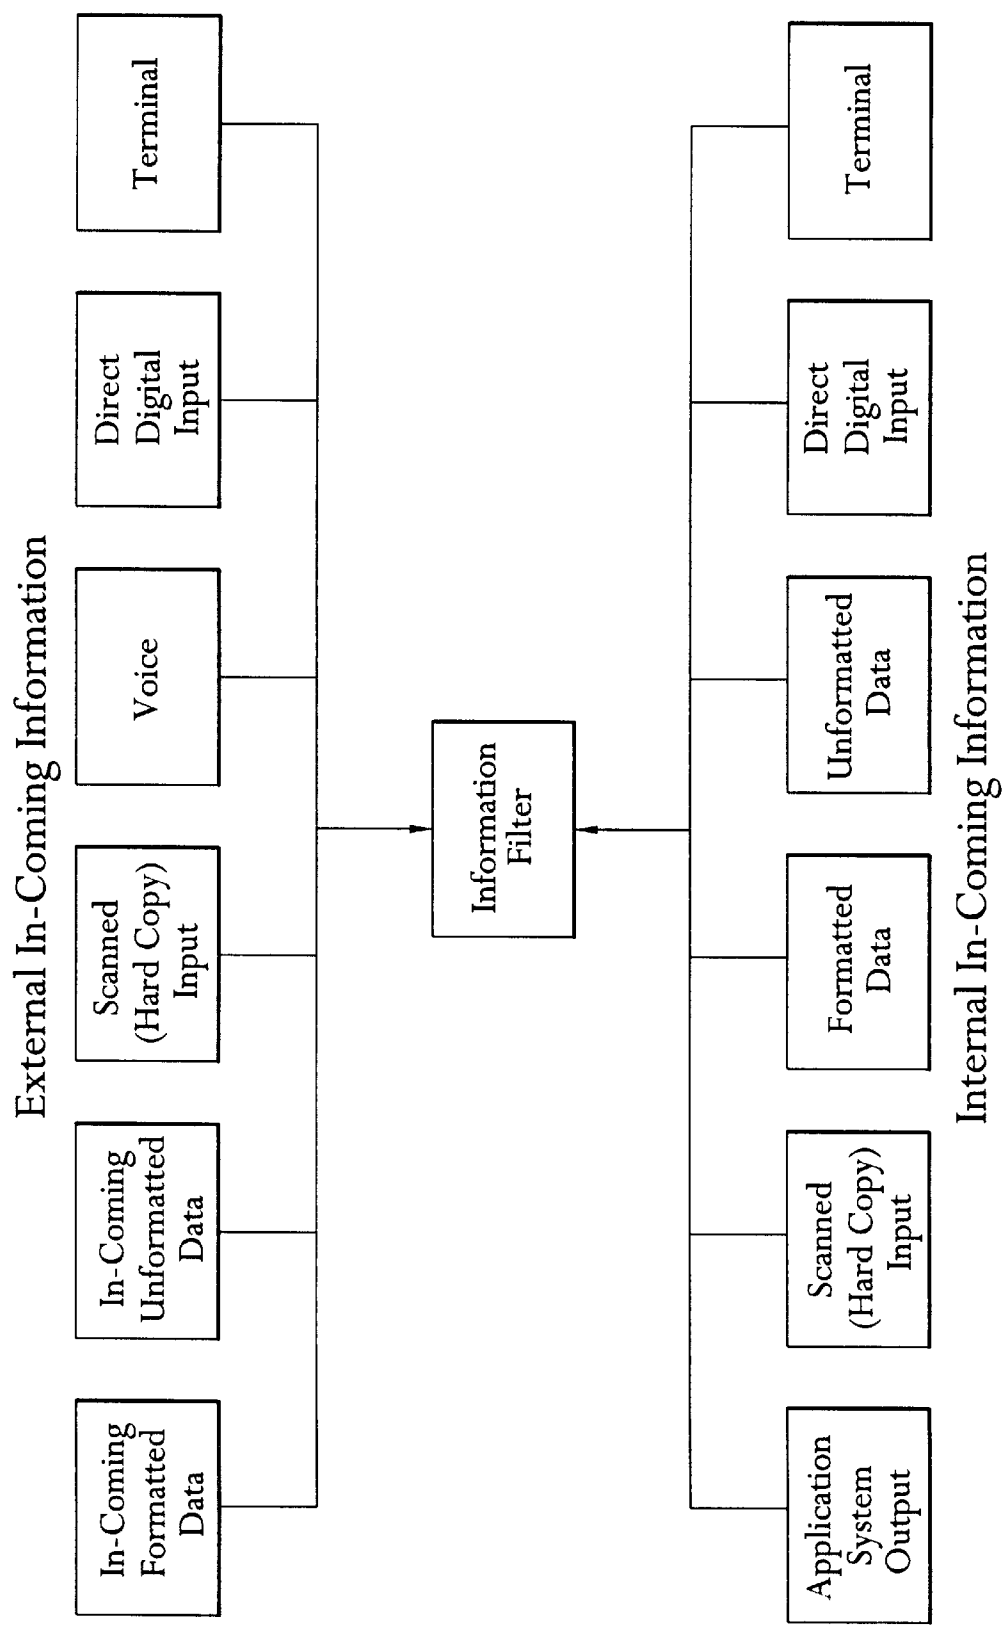 External In-Coming Information
In-Coming
Formatted
Data
In-Coming
Unformatted
Data
Scanned
(Hard Copy)
Input
Voice
Direct
Digital
Input
Terminal
Information
Filter
Application
System
Output
Scanned
(Hard Copy)
Input
Formatted
Data
Unformatted
Data
Direct
Digital
Input
Terminal
Internal In-Coming Information